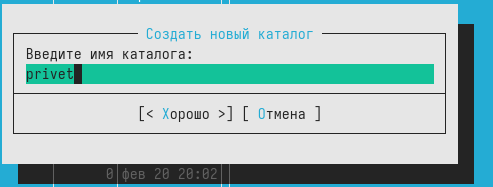 Создать новый каталог
Введите имя каталога:
privet
[< Хорошо >] [ Отмена ]
0 фев 20 20:02